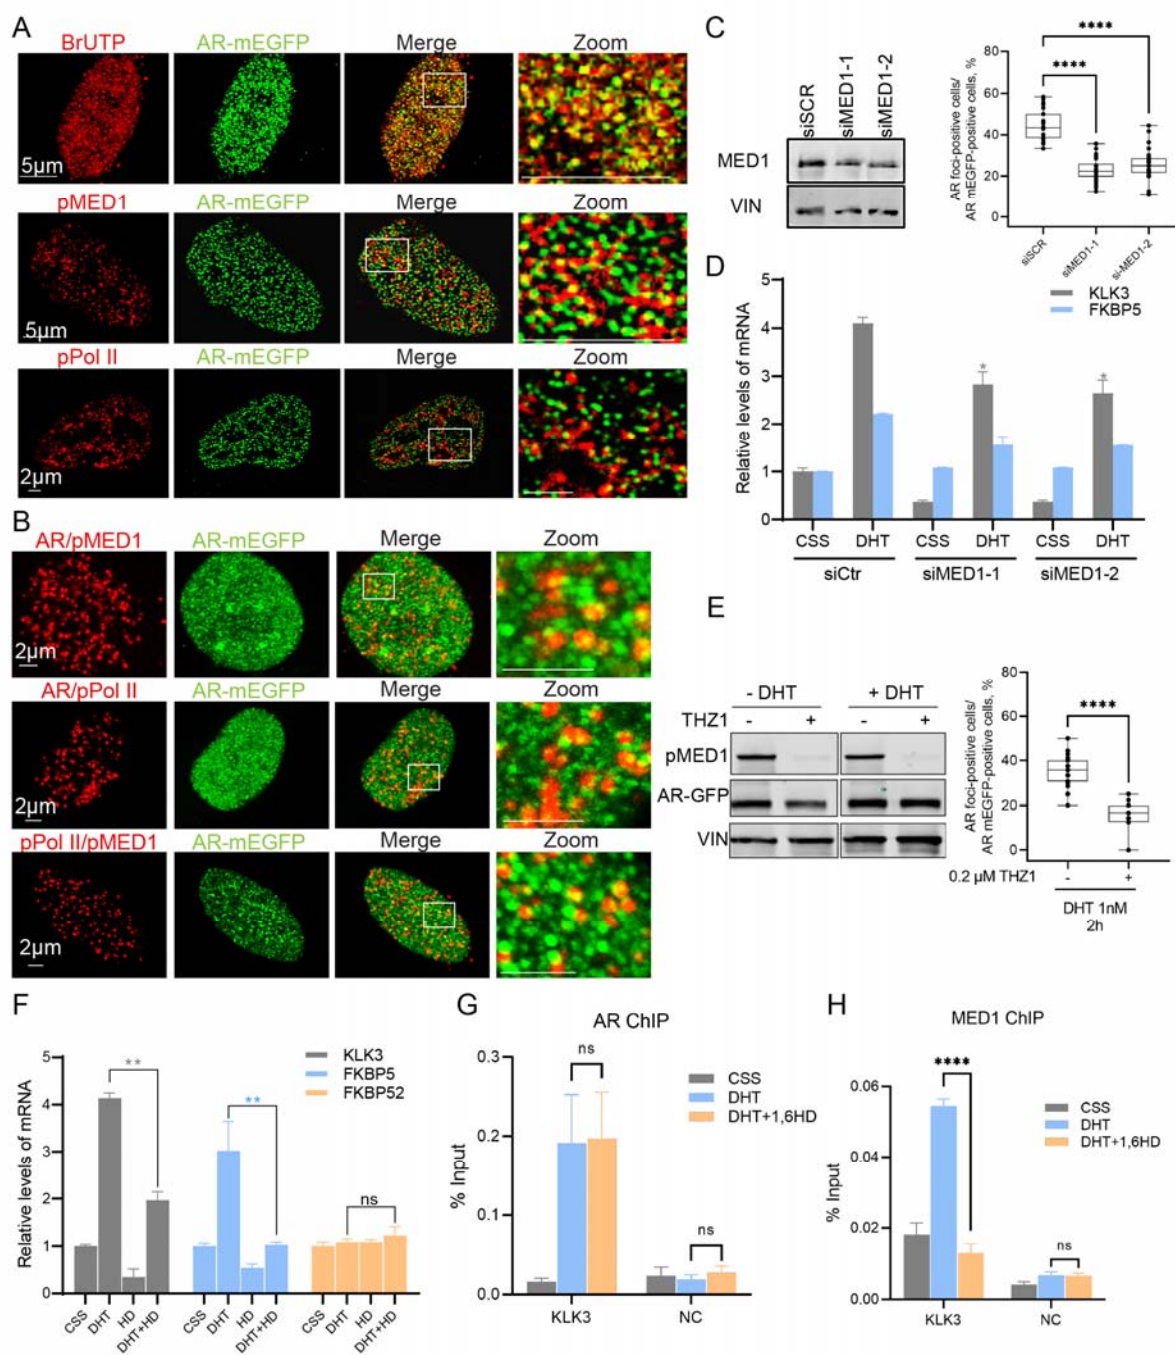 A
BrUTP AR-mEGFP Merge Zoom
5μm
pMED1 AR-mEGFP Merge Zoom
5μm
pPol II AR-mEGFP Merge Zoom
2μm
B
AR/pMED1 AR-mEGFP Merge Zoom
2μm
AR/pPol II AR-mEGFP Merge Zoom
2μm
pPol II/pMED1 AR-mEGFP Merge Zoom
2μm
C
siSCR siMED1-1 siMED1-2
MED1
VIN
AR foci-positive cells/
AR mEGFP-positive cells, %
80
60
40
20
0
**** ****
siSCR siMED1-1 si-MED1-2
D
Relative levels of mRNA
5
4
3
2
1
0
KLK3
FKBP5
* *
CSS DHT CSS DHT CSS DHT
siCtr siMED1-1 siMED1-2
E
- DHT + DHT
THZ1 - + - +
pMED1
AR-GFP
VIN
AR foci-positive cells/
AR mEGFP-positive cells, %
80
60
40
20
0
****
0.2 μM THZ1 - +
DHT 1nM
2h
F
Relative levels of mRNA
5
4
3
2
1
0
KLK3
FKBP5
FKBP52
** ** ns
CSS DHT HD DHT+HD CSS DHT HD DHT+HD CSS DHT HD DHT+HD
G
AR ChIP
% Input
0.3
0.2
0.1
0.0
ns ns
CSS
DHT
DHT+1,6HD
KLK3 NC
H
MED1 ChIP
% Input
0.06
0.04
0.02
0.00
**** ns
CSS
DHT
DHT+1,6HD
KLK3 NC